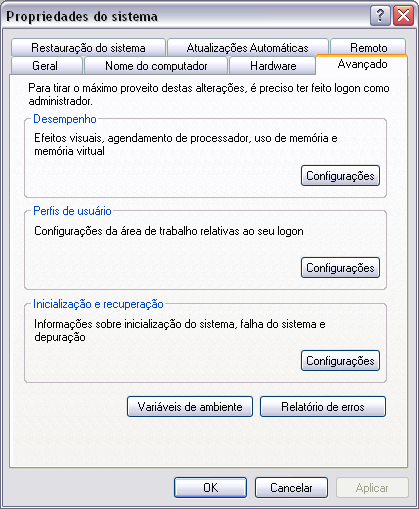 Propriedades do sistema
Restauração do sistema
Atualizações Automáticas
Remoto
Geral
Nome do computador
Hardware
Avançado
Para tirar o máximo proveito destas alterações, é preciso ter feito logon como
administrador.
Desempenho
Efeitos visuais, agendamento de processador, uso de memória e
memória virtual
Configurações
Perfis de usuário
Configurações da área de trabalho relativas ao seu logon
Configurações
Inicialização e recuperação
Informações sobre inicialização do sistema, falha do sistema e
depuração
Configurações
Variáveis de ambiente
Relatório de erros
OK
Cancelar
Aplicar